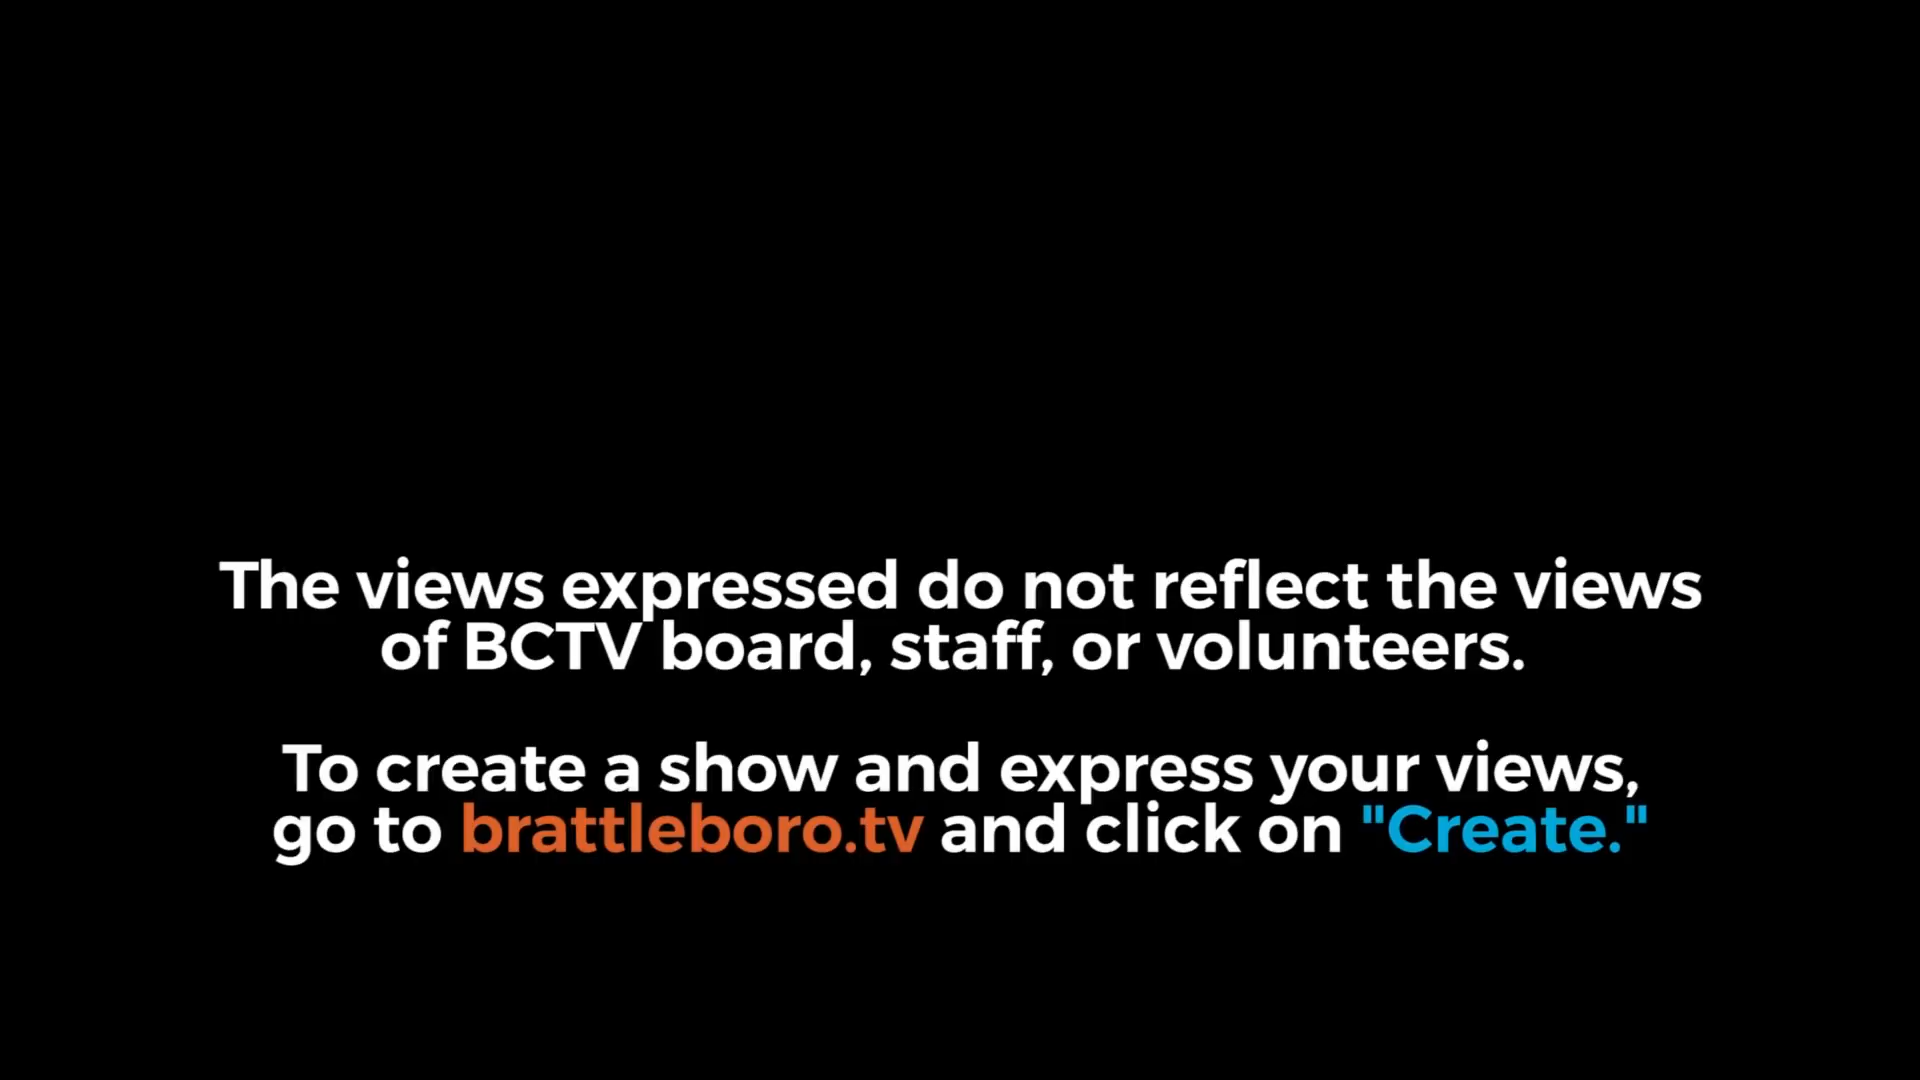 The views expressed do not reflect the views
of BCTV board, staff, or volunteers.
To create a show and express your views,
go to brattleboro.tv and click on "Create."